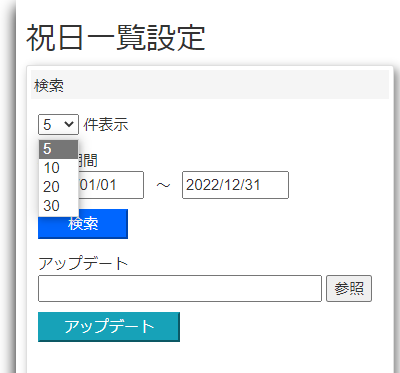 祝日一覧設定
検索
5 件表示
5
10
20
30
期間
/01/01 ～ 2022/12/31
検索
アップデート
参照
アップデート